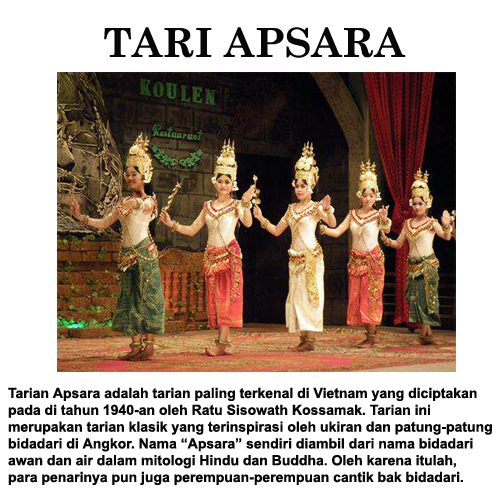 TARI APSARA
KOULEN
Restaurant
Tarian Apsara adalah tarian paling terkenal di Vietnam yang diciptakan
pada di tahun 1940-an oleh Ratu Sisowath Kossamak. Tarian ini
merupakan tarian klasik yang terinspirasi oleh ukiran dan patung-patung
bidadari di Angkor. Nama “Apsara” sendiri diambil dari nama bidadari
awan dan air dalam mitologi Hindu dan Buddha. Oleh karena itulah,
para penarinya pun juga perempuan-perempuan cantik bak bidadari.